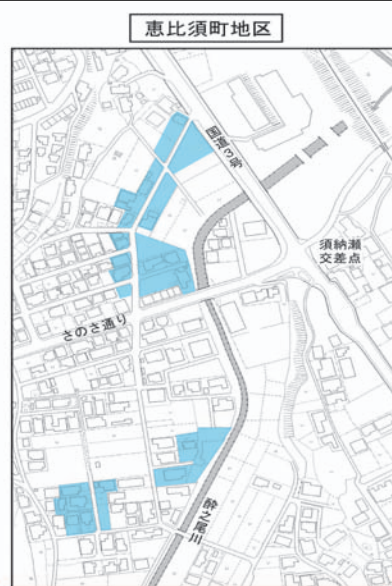 恵比須町地区
国道3号
須納瀬
交差点
さのさ通り
酔之尾川